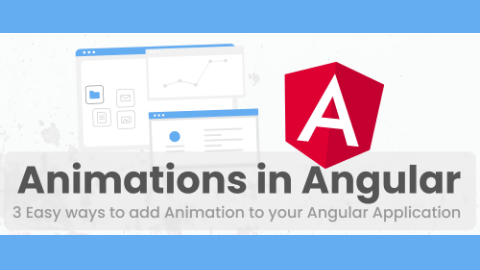 A
Animations in Angular
3 Easy ways to add Animation to your Angular Application